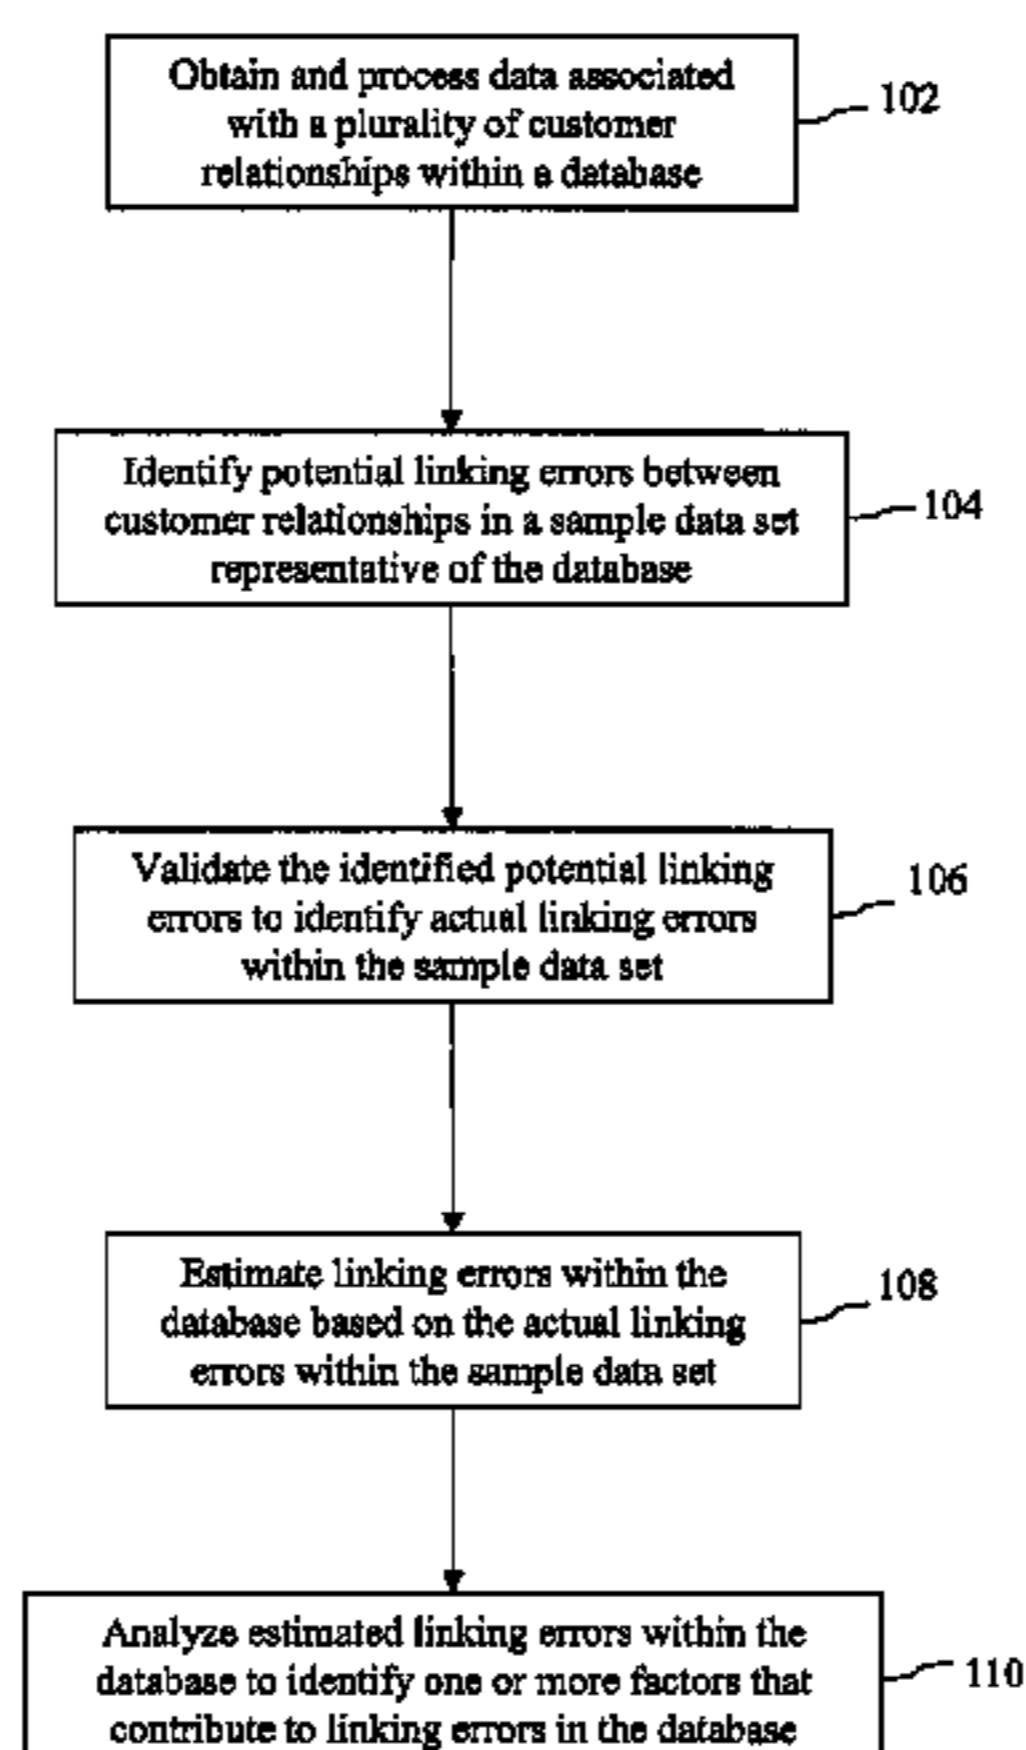 Obtain and process data associated
with a plurality of customer
relationships within a database
102
Identify potential linking errors between
customer relationships in a sample data set
representative of the database
104
Validate the identified potential linking
errors to identify actual linking errors
within the sample data set
106
Estimate linking errors within the
database based on the actual linking
errors within the sample data set
108
Analyze estimated linking errors within the
database to identify one or more factors that
contribute to linking errors in the database
110